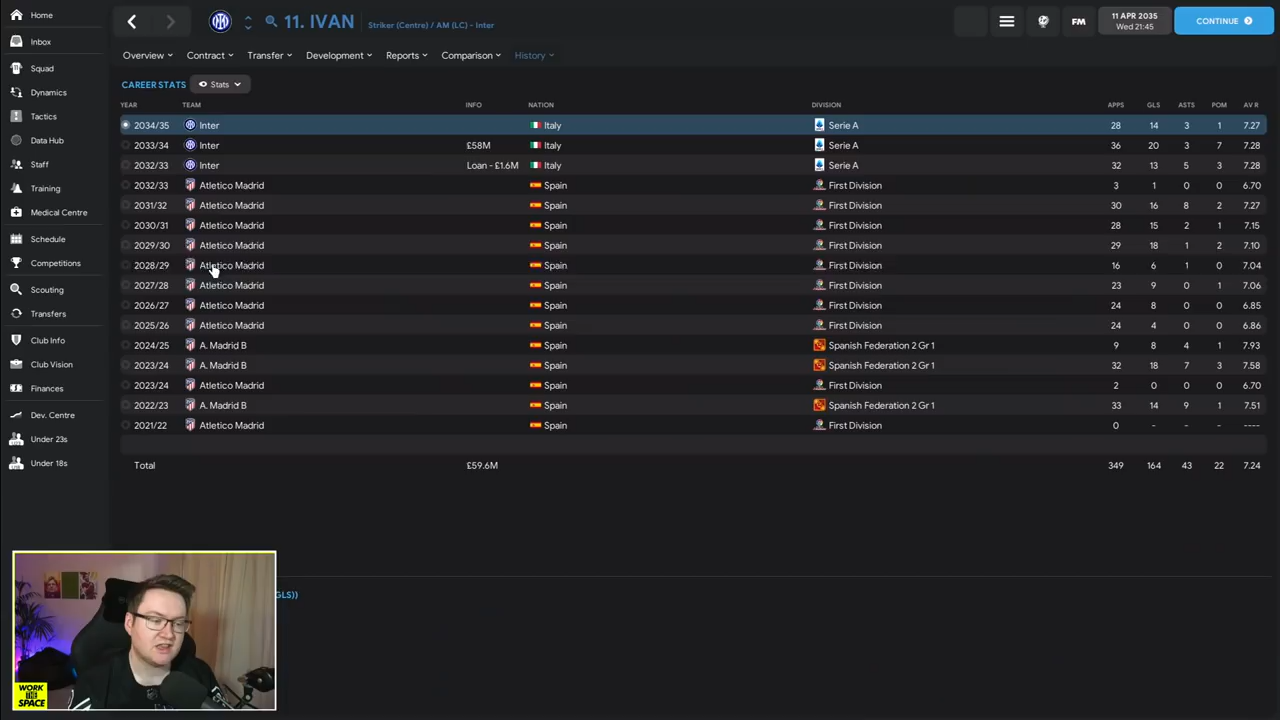 Home
Inbox
Squad
Dynamics
Tactics
Data Hub
Staff
Training
Medical Centre
Schedule
Competitions
Scouting
Transfers
Club Info
Club Vision
Finances
Dev. Centre
Under 23s
Under 18s
11. IVAN
Striker (Centre) / AM (LC) - Inter
FM
11 APR 2035
Wed 21:45
CONTINUE
Overview Contract Transfer Development Reports Comparison History
CAREER STATS Stats
YEAR TEAM INFO NATION DIVISION APPS GLS ASTS POM AV R
2034/35 Inter Italy Serie A 28 14 3 1 7.27
2033/34 Inter £58M Italy Serie A 36 20 3 7 7.28
2032/33 Inter Loan - £1.6M Italy Serie A 32 13 5 3 7.28
2032/33 Atletico Madrid Spain First Division 3 1 0 0 6.70
2031/32 Atletico Madrid Spain First Division 30 16 8 2 7.27
2030/31 Atletico Madrid Spain First Division 28 15 2 1 7.15
2029/30 Atletico Madrid Spain First Division 29 18 1 2 7.10
2028/29 Atletico Madrid Spain First Division 16 6 1 0 7.04
2027/28 Atletico Madrid Spain First Division 23 9 0 1 7.06
2026/27 Atletico Madrid Spain First Division 24 8 0 0 6.85
2025/26 Atletico Madrid Spain First Division 24 4 0 0 6.86
2024/25 A. Madrid B Spain Spanish Federation 2 Gr 1 9 8 4 1 7.93
2023/24 A. Madrid B Spain Spanish Federation 2 Gr 1 32 18 7 3 7.58
2023/24 Atletico Madrid Spain First Division 2 0 0 0 6.70
2022/23 A. Madrid B Spain Spanish Federation 2 Gr 1 33 14 9 1 7.51
2021/22 Atletico Madrid Spain First Division 0 - - - ----
Total £59.6M 349 164 43 22 7.24
GLS))
WORK
THE
SPACE